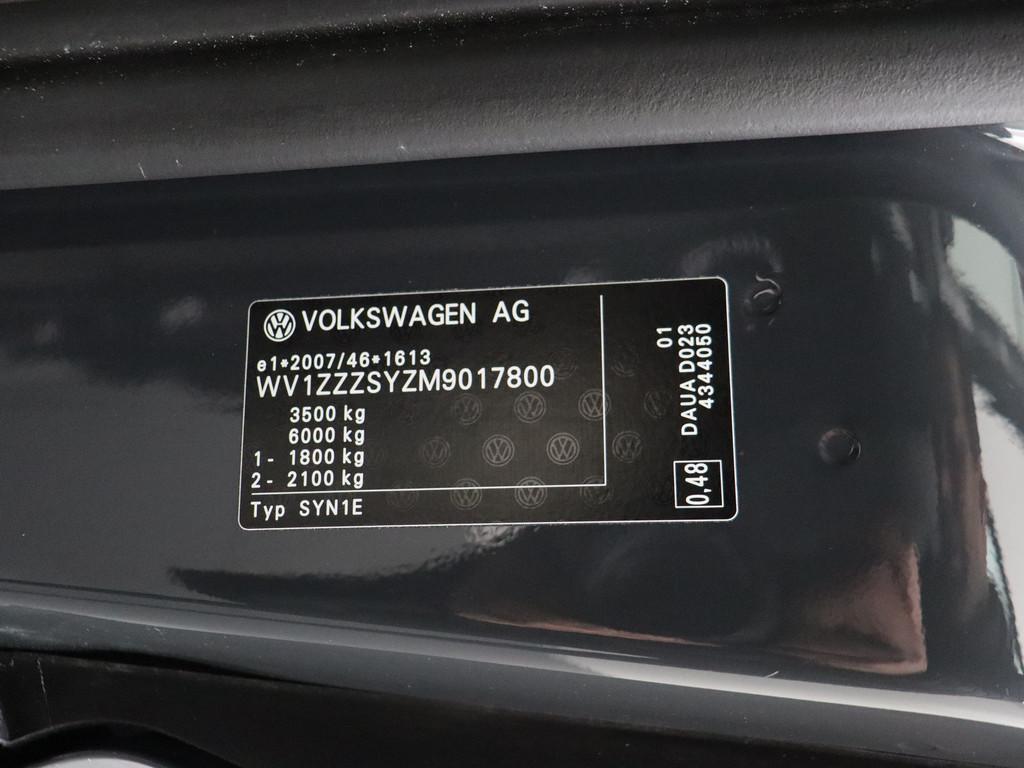 VOLKSWAGEN AG
e1*2007/46*1613
WV1ZZZSYZM9017800
3500 kg
6000 kg
1- 1800 kg
2- 2100 kg
Typ SYN1E
01
DAUA D023
4344050
0,48